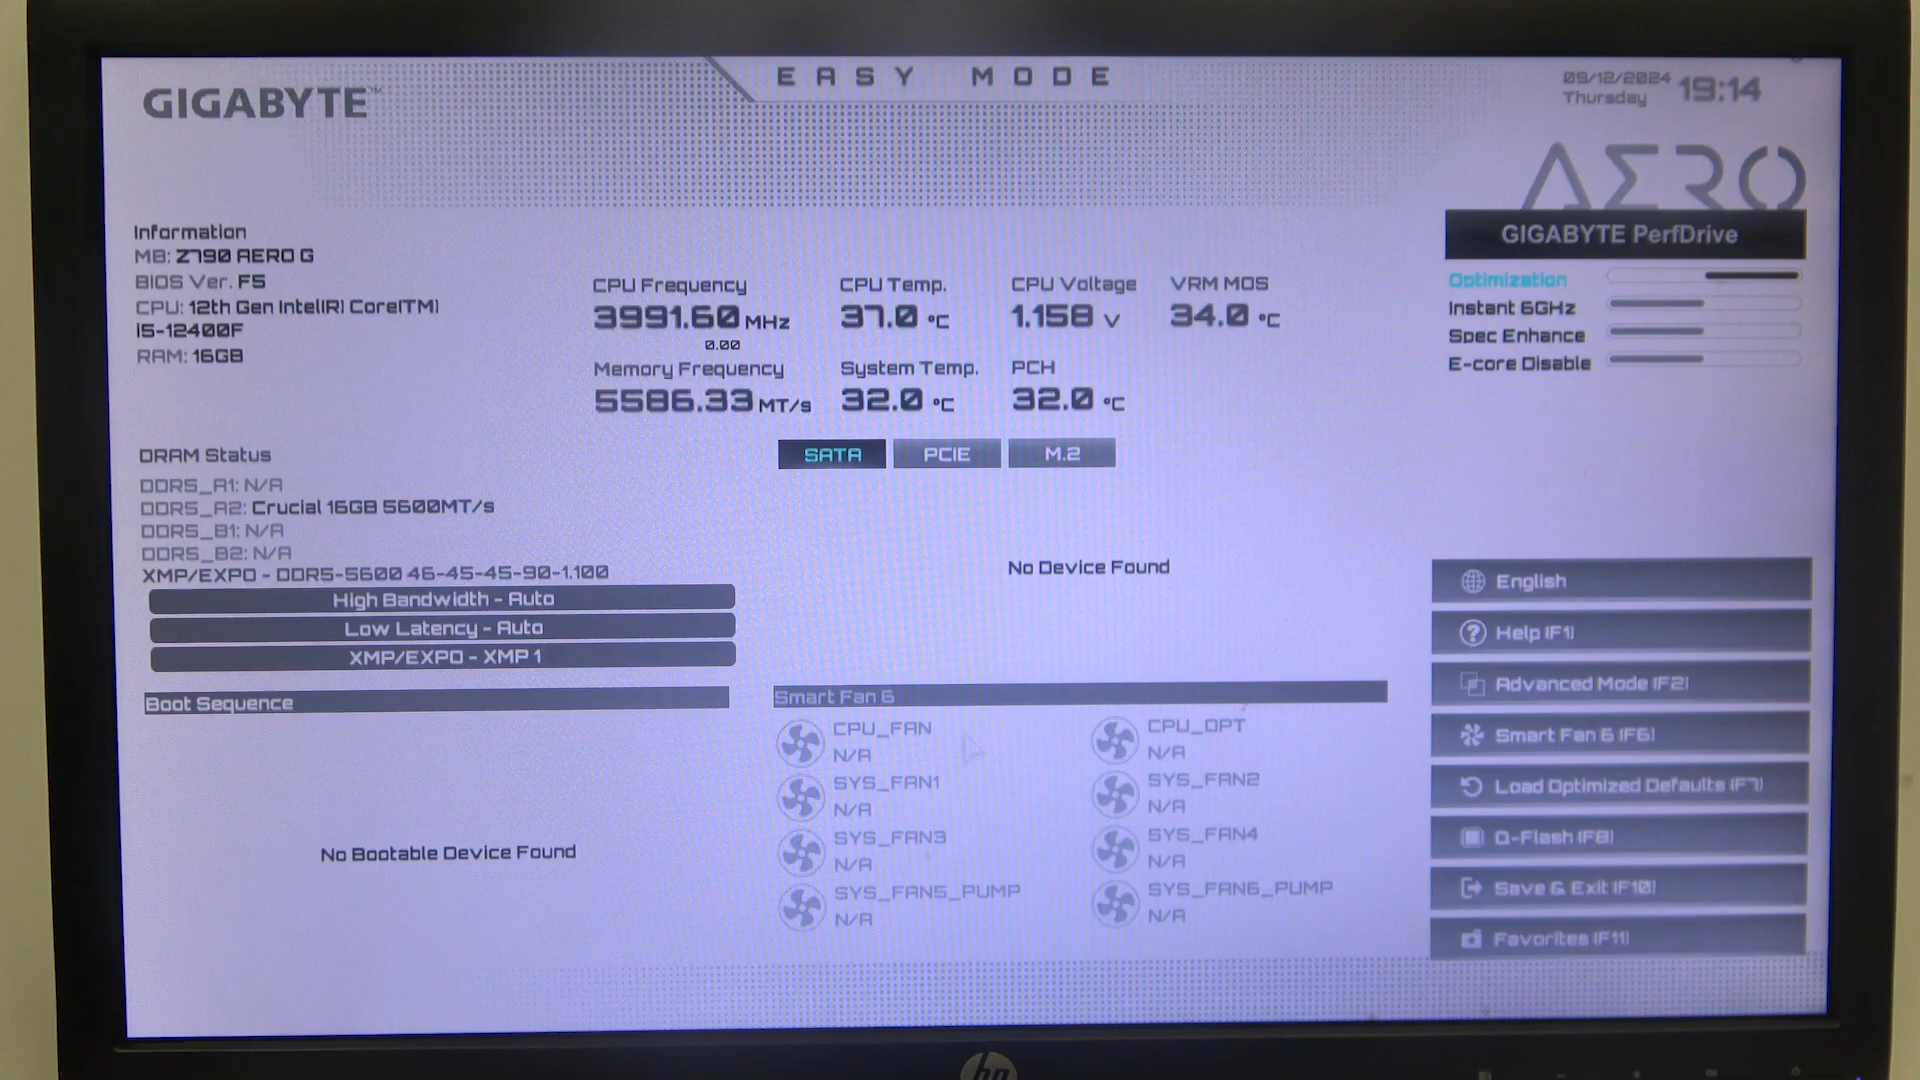 GIGABYTE™
EASY MODE
09/12/2024
Thursday
19:14
AERO
Information
MB: Z790 AERO G
BIOS Ver. F5
CPU: 12th Gen Intel(R) Core(TM)
i5-12400F
RAM: 16GB
CPU Frequency
3991.60 MHz
0.00
CPU Temp.
37.0 °C
CPU Voltage
1.158 V
VRM MOS
34.0 °C
Memory Frequency
5586.33 MT/s
System Temp.
32.0 °C
PCH
32.0 °C
GIGABYTE PerfDrive
Optimization
Instant 6GHz
Spec Enhance
E-core Disable
SATA
PCIE
M.2
No Device Found
DRAM Status
DDR5_A1: N/A
DDR5_A2: Crucial 16GB 5600MT/s
DDR5_B1: N/A
DDR5_B2: N/A
XMP/EXPO - DDR5-5600 46-45-45-90-1.100
High Bandwidth - Auto
Low Latency - Auto
XMP/EXPO - XMP 1
Boot Sequence
No Bootable Device Found
Smart Fan 6
CPU_FAN
N/A
CPU_OPT
N/A
SYS_FAN1
N/A
SYS_FAN2
N/A
SYS_FAN3
N/A
SYS_FAN4
N/A
SYS_FAN5_PUMP
N/A
SYS_FAN6_PUMP
N/A
English
Help (F1)
Advanced Mode (F2)
Smart Fan 6 (F6)
Load Optimized Defaults (F7)
Q-Flash (F8)
Save & Exit (F10)
Favorites (F11)
hp